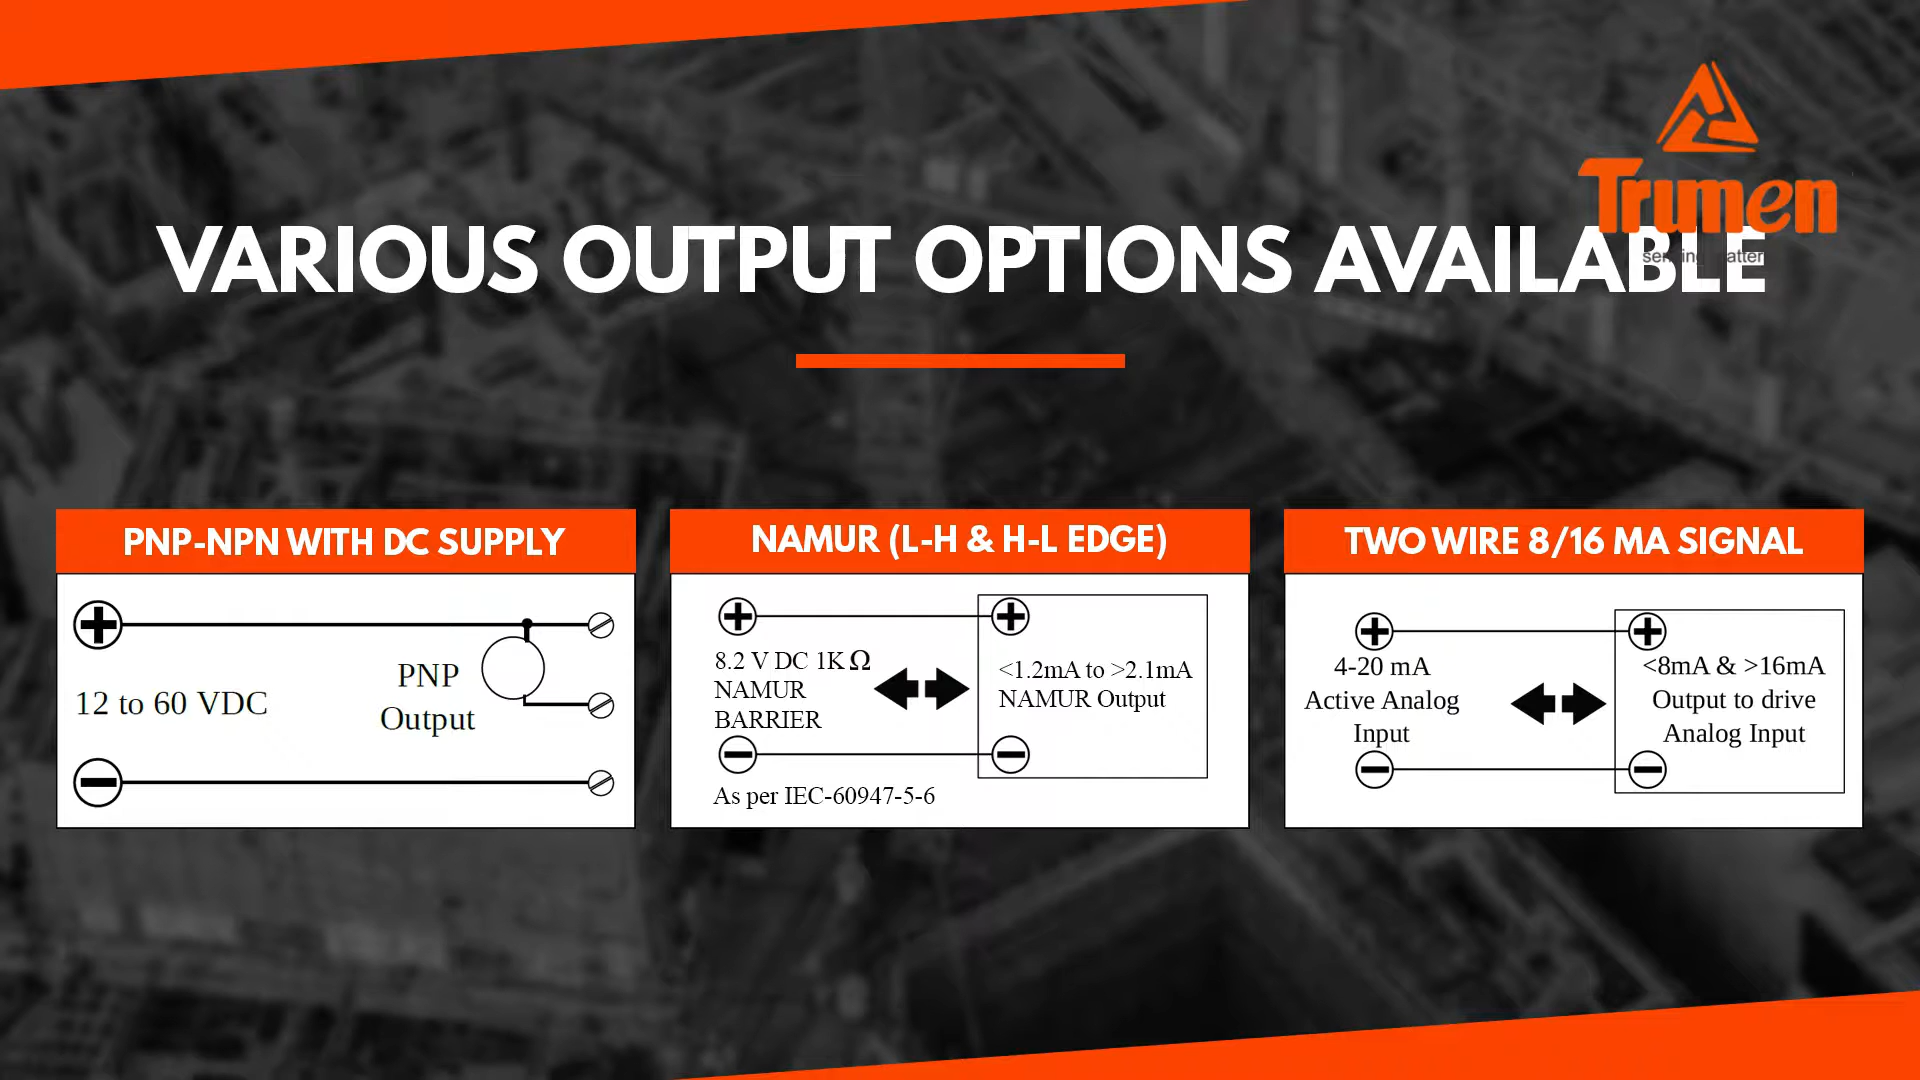 Trumen
VARIOUS OUTPUT OPTIONS AVAILABLE
PNP-NPN WITH DC SUPPLY
12 to 60 VDC
PNP
Output
NAMUR (L-H & H-L EDGE)
8.2 V DC 1K Ω
NAMUR
BARRIER
<1.2mA to >2.1mA
NAMUR Output
As per IEC-60947-5-6
TWO WIRE 8/16 MA SIGNAL
4-20 mA
Active Analog
Input
<8mA & >16mA
Output to drive
Analog Input